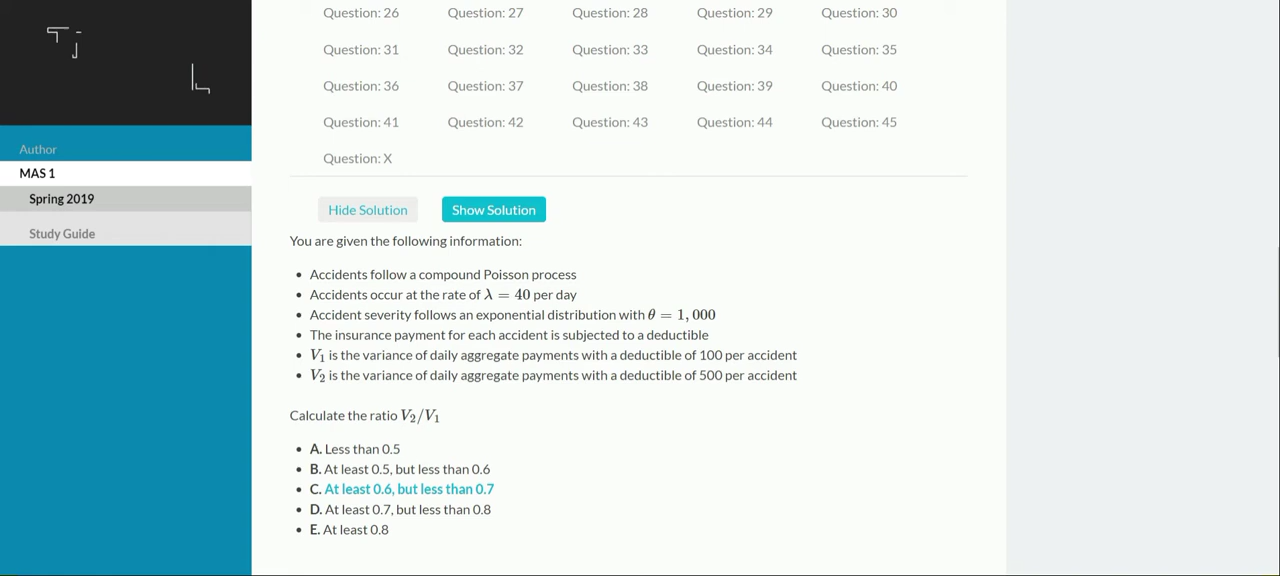 Question: 26 Question: 27 Question: 28 Question: 29 Question: 30
Question: 31 Question: 32 Question: 33 Question: 34 Question: 35
Question: 36 Question: 37 Question: 38 Question: 39 Question: 40
Question: 41 Question: 42 Question: 43 Question: 44 Question: 45
Question: X
Author
MAS 1
Spring 2019
Study Guide
Hide Solution Show Solution
You are given the following information:
• Accidents follow a compound Poisson process
• Accidents occur at the rate of λ = 40 per day
• Accident severity follows an exponential distribution with θ = 1, 000
• The insurance payment for each accident is subjected to a deductible
• V₁ is the variance of daily aggregate payments with a deductible of 100 per accident
• V₂ is the variance of daily aggregate payments with a deductible of 500 per accident
Calculate the ratio V₂/V₁
• A. Less than 0.5
• B. At least 0.5, but less than 0.6
• C. At least 0.6, but less than 0.7
• D. At least 0.7, but less than 0.8
• E. At least 0.8